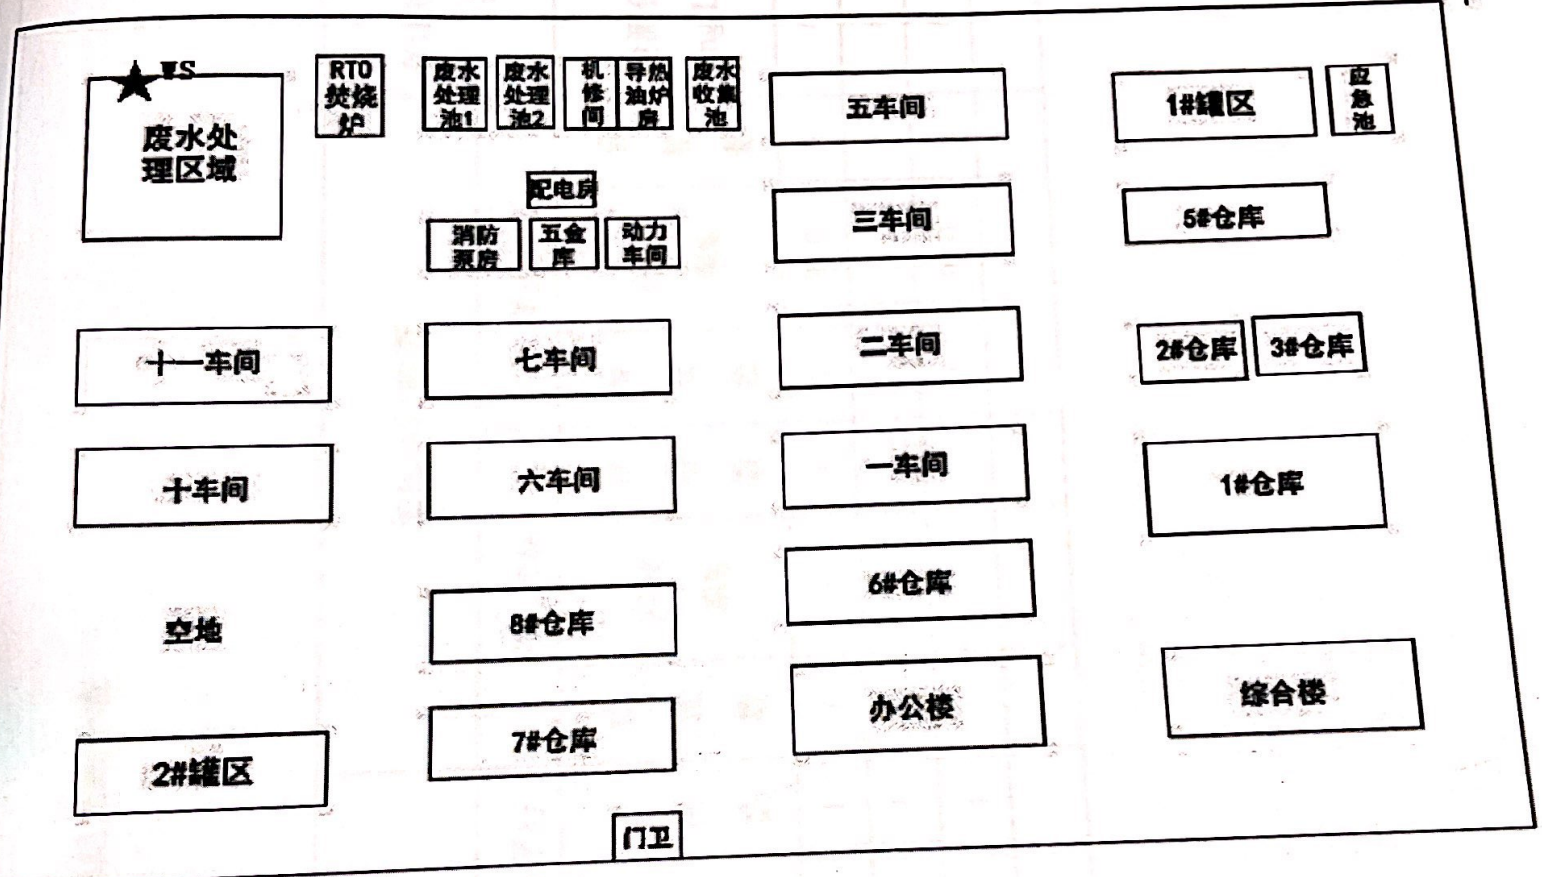 WS
废水处
理区域
RTO
焚烧
炉
废水
处理
池1
废水
处理
池2
机
修
间
导热
油炉
房
废水
收集
池
五车间
1#罐区
应
急
池
配电房
消防
泵房
五金
库
动力
车间
三车间
5#仓库
十一车间
七车间
二车间
2#仓库
3#仓库
十车间
六车间
一车间
1#仓库
空地
8#仓库
6#仓库
7#仓库
办公楼
综合楼
2#罐区
门卫